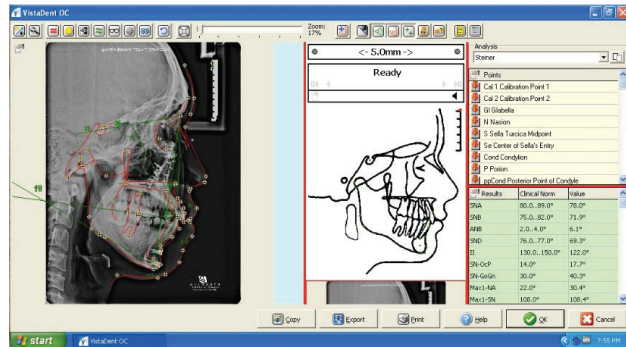 VistaDent OC
Zoom:
17%
<- 5.0mm ->
Ready
Analysis
Steiner
Points
Cal 1 Calibration Point 1
Cal 2 Calibration Point 2
Gl Glabella
N Nasion
S Sella Turcica Midpoint
Se Center of Sella's Entry
Cond Condylion
P Porion
ppCond Posterior Point of Condyle
Results Clinical Norm Value
SNA 80.0..89.0° 78.0°
SNB 75.0..82.0° 71.9°
ANB 2.0..4.0° 6.1°
SND 76.0..77.0° 69.3°
II 130.0..150.0° 122.0°
SN-OcP 14.0° 17.7°
SN-GoGn 30.0° 40.3°
Max1-NA 22.0° 30.4°
Max1-SN 108.0° 108.4°
Copy Export Print Help OK Cancel
start VistaDent OC 7:55 PM